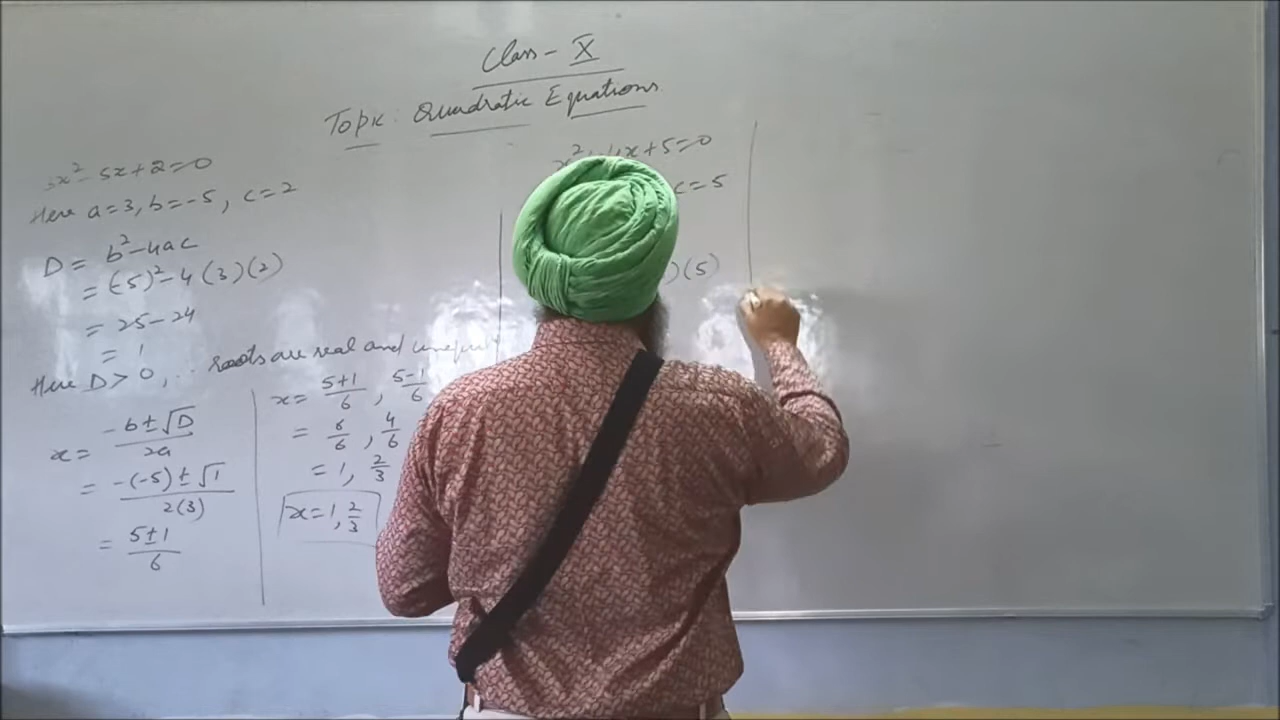 Class - X
Topic: Quadratic Equations.
3x² - 5x + 2 = 0
Here a = 3, b = -5, c = 2
D = b² - 4ac
= (-5)² - 4(3)(2)
= 25 - 24
= 1
Here D > 0, ∴ roots are real and
x = -b ± √D / 2a
= -(-5) ± √1 / 2(3)
= 5 ± 1 / 6
x = 5+1 / 6 , 5-1 / 6
= 6/6 , 4/6
= 1, 2/3
x = 1, 2/3
x² 4x + 5 = 0
c = 5
)(5)